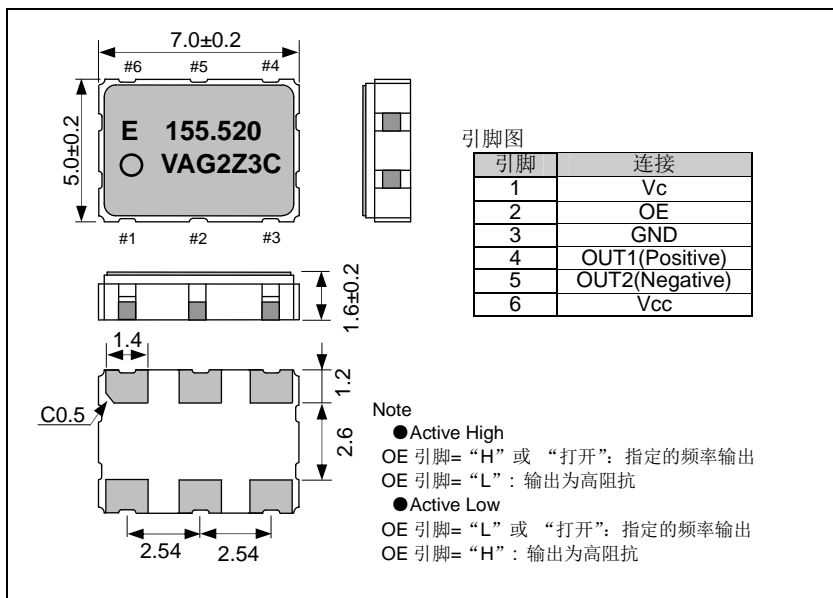 7.0±0.2
#6 #5 #4
5.0±0.2
E 155.520
VAG2Z3C
#1 #2 #3
1.6±0.2
1.4
1.2
C0.5
2.6
2.54 2.54
引脚图
引脚 连接
1 Vc
2 OE
3 GND
4 OUT1(Positive)
5 OUT2(Negative)
6 Vcc
Note
●Active High
OE 引脚= “H” 或 “打开”: 指定的频率输出
OE 引脚= “L” : 输出为高阻抗
●Active Low
OE 引脚= “L” 或 “打开”: 指定的频率输出
OE 引脚= “H” : 输出为高阻抗